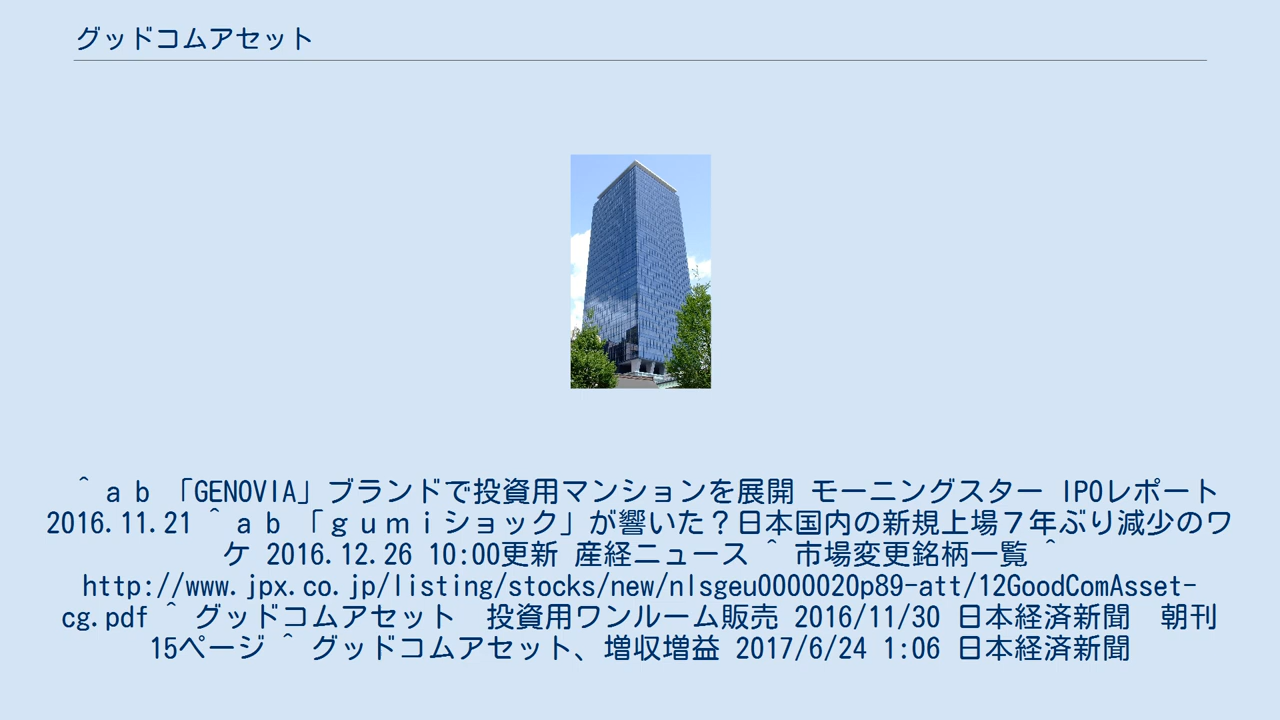 グッドコムアセット
^ a b 「GENOVIA」ブランドで投資用マンションを展開 モーニングスター IPOレポート
2016.11.21 ^ a b 「ｇｕｍｉショック」が響いた？日本国内の新規上場７年ぶり減少のワ
ケ 2016.12.26 10:00更新 産経ニュース ^ 市場変更銘柄一覧 ^
http://www.jpx.co.jp/listing/stocks/new/nlsgeu0000020p89-att/12GoodComAsset-
cg.pdf ^ グッドコムアセット　投資用ワンルーム販売 2016/11/30 日本経済新聞　朝刊
15ページ ^ グッドコムアセット、増収増益 2017/6/24 1:06 日本経済新聞